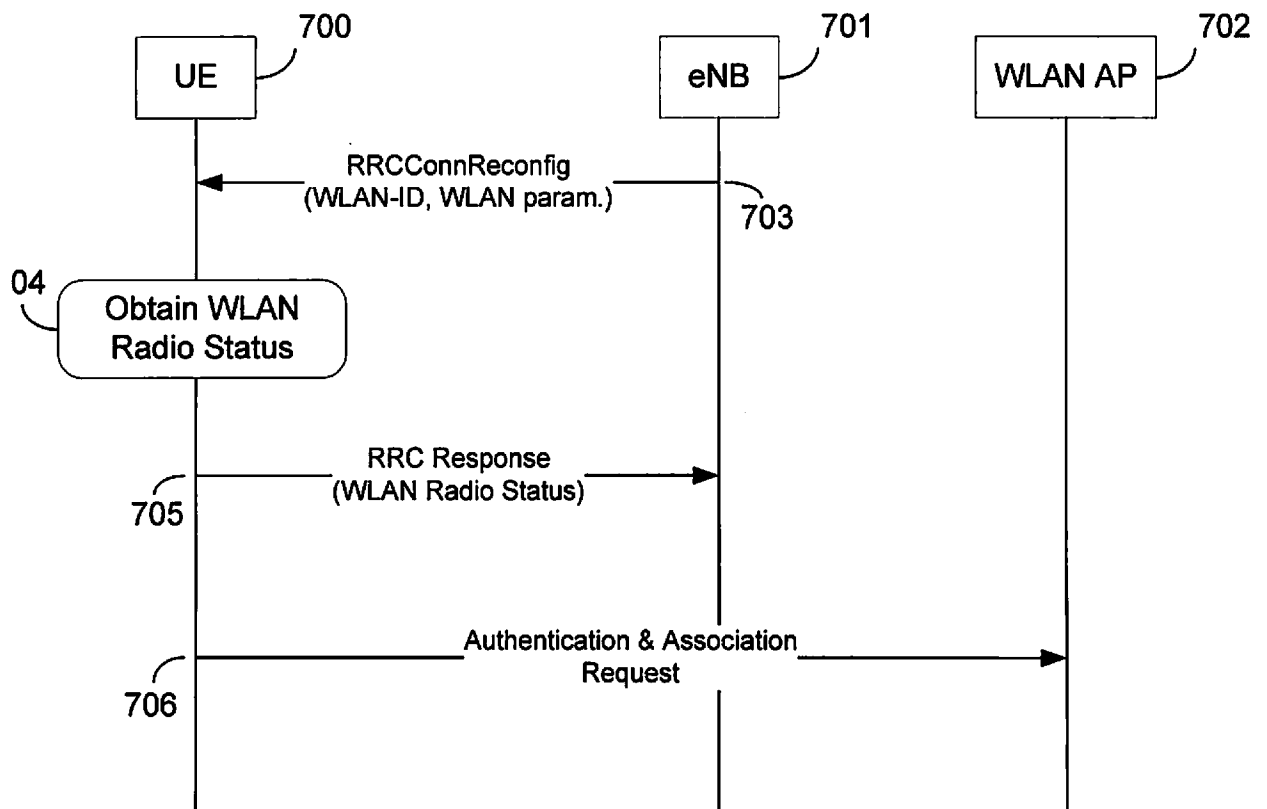 700
701
702
UE
eNB
WLAN AP
RRCConnReconfig
(WLAN-ID, WLAN param.)
703
04
Obtain WLAN
Radio Status
RRC Response
(WLAN Radio Status)
705
Authentication & Association
Request
706